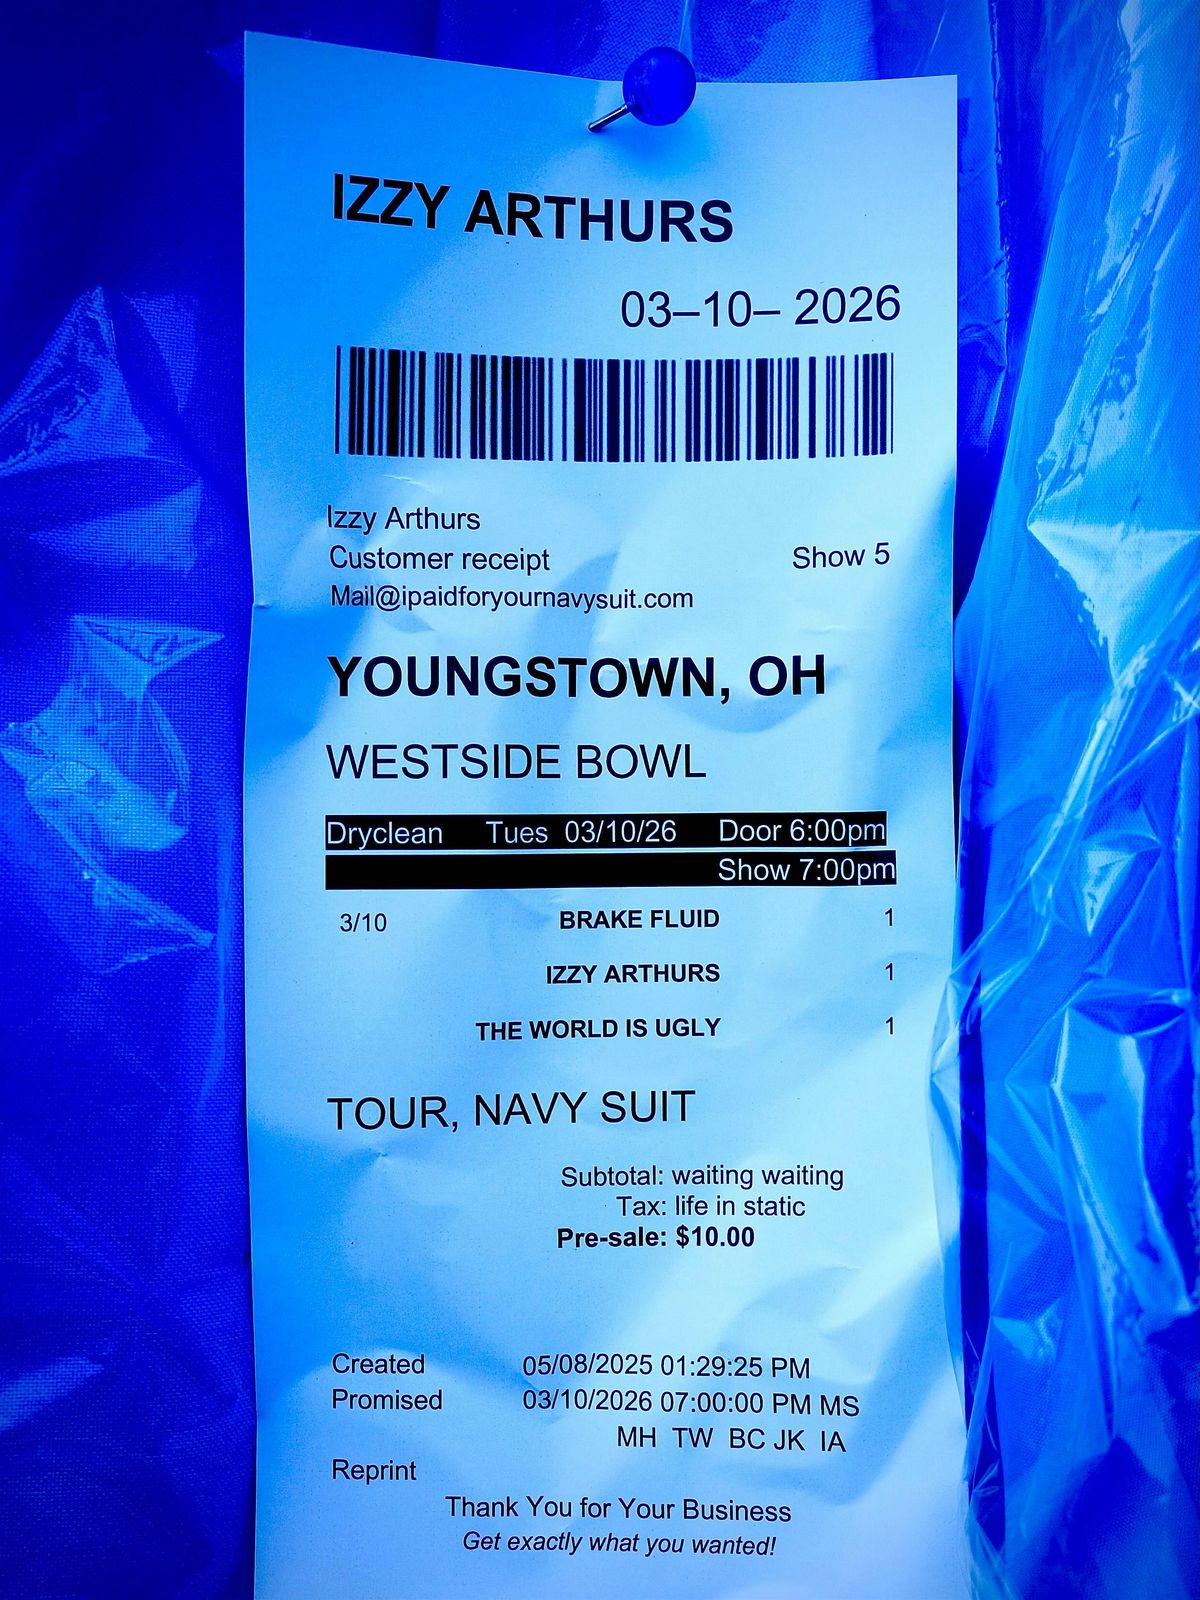 IZZY ARTHURS
03–10– 2026
Izzy Arthurs
Customer receipt Show 5
Mail@ipaidforyournavysuit.com
YOUNGSTOWN, OH
WESTSIDE BOWL
Dryclean Tues 03/10/26 Door 6:00pm
Show 7:00pm
3/10 BRAKE FLUID 1
IZZY ARTHURS 1
THE WORLD IS UGLY 1
TOUR, NAVY SUIT
Subtotal: waiting waiting
Tax: life in static
Pre-sale: $10.00
Created 05/08/2025 01:29:25 PM
Promised 03/10/2026 07:00:00 PM MS
MH TW BC JK IA
Reprint
Thank You for Your Business
Get exactly what you wanted!